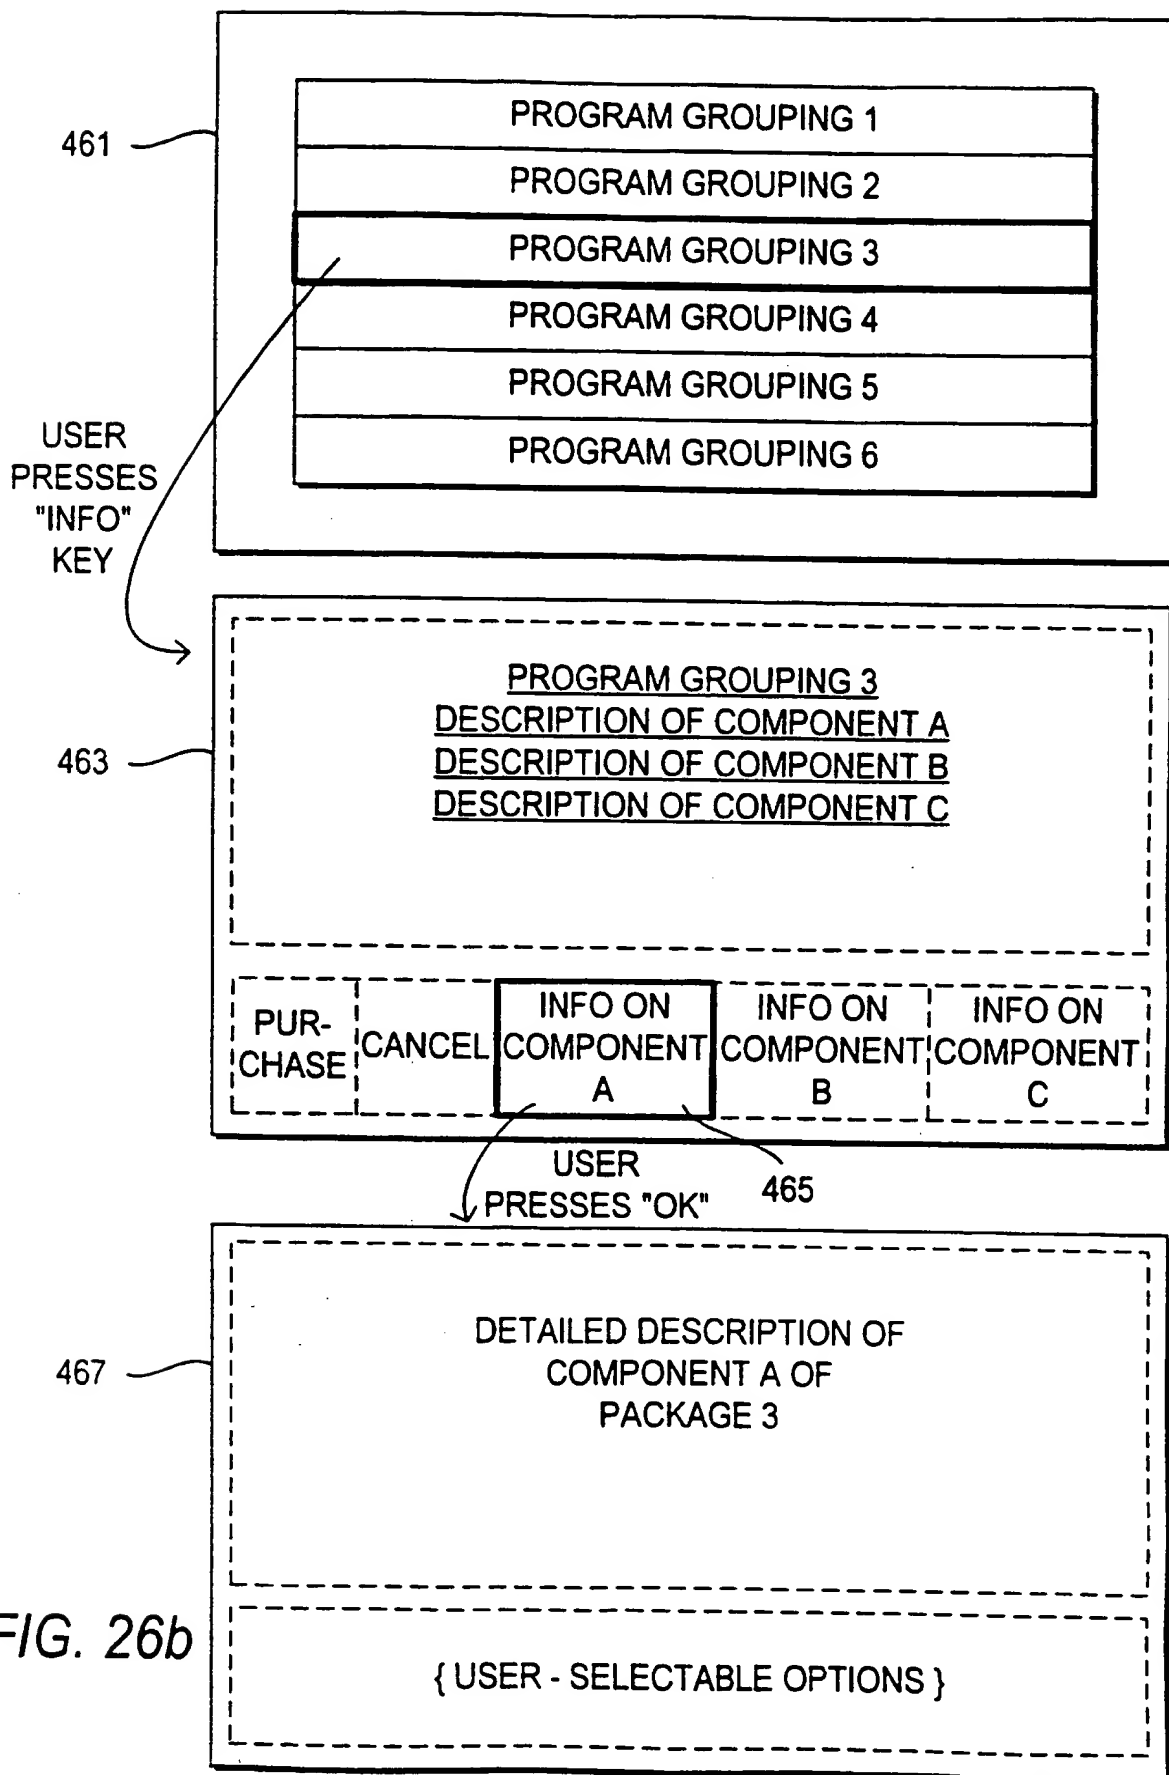 461
PROGRAM GROUPING 1
PROGRAM GROUPING 2
PROGRAM GROUPING 3
PROGRAM GROUPING 4
PROGRAM GROUPING 5
PROGRAM GROUPING 6
USER
PRESSES
"INFO"
KEY
463
PROGRAM GROUPING 3
DESCRIPTION OF COMPONENT A
DESCRIPTION OF COMPONENT B
DESCRIPTION OF COMPONENT C
PUR-
CHASE
CANCEL
INFO ON
COMPONENT
A
INFO ON
COMPONENT
B
INFO ON
COMPONENT
C
USER
PRESSES "OK"
465
467
DETAILED DESCRIPTION OF
COMPONENT A OF
PACKAGE 3
{ USER - SELECTABLE OPTIONS }
FIG. 26b